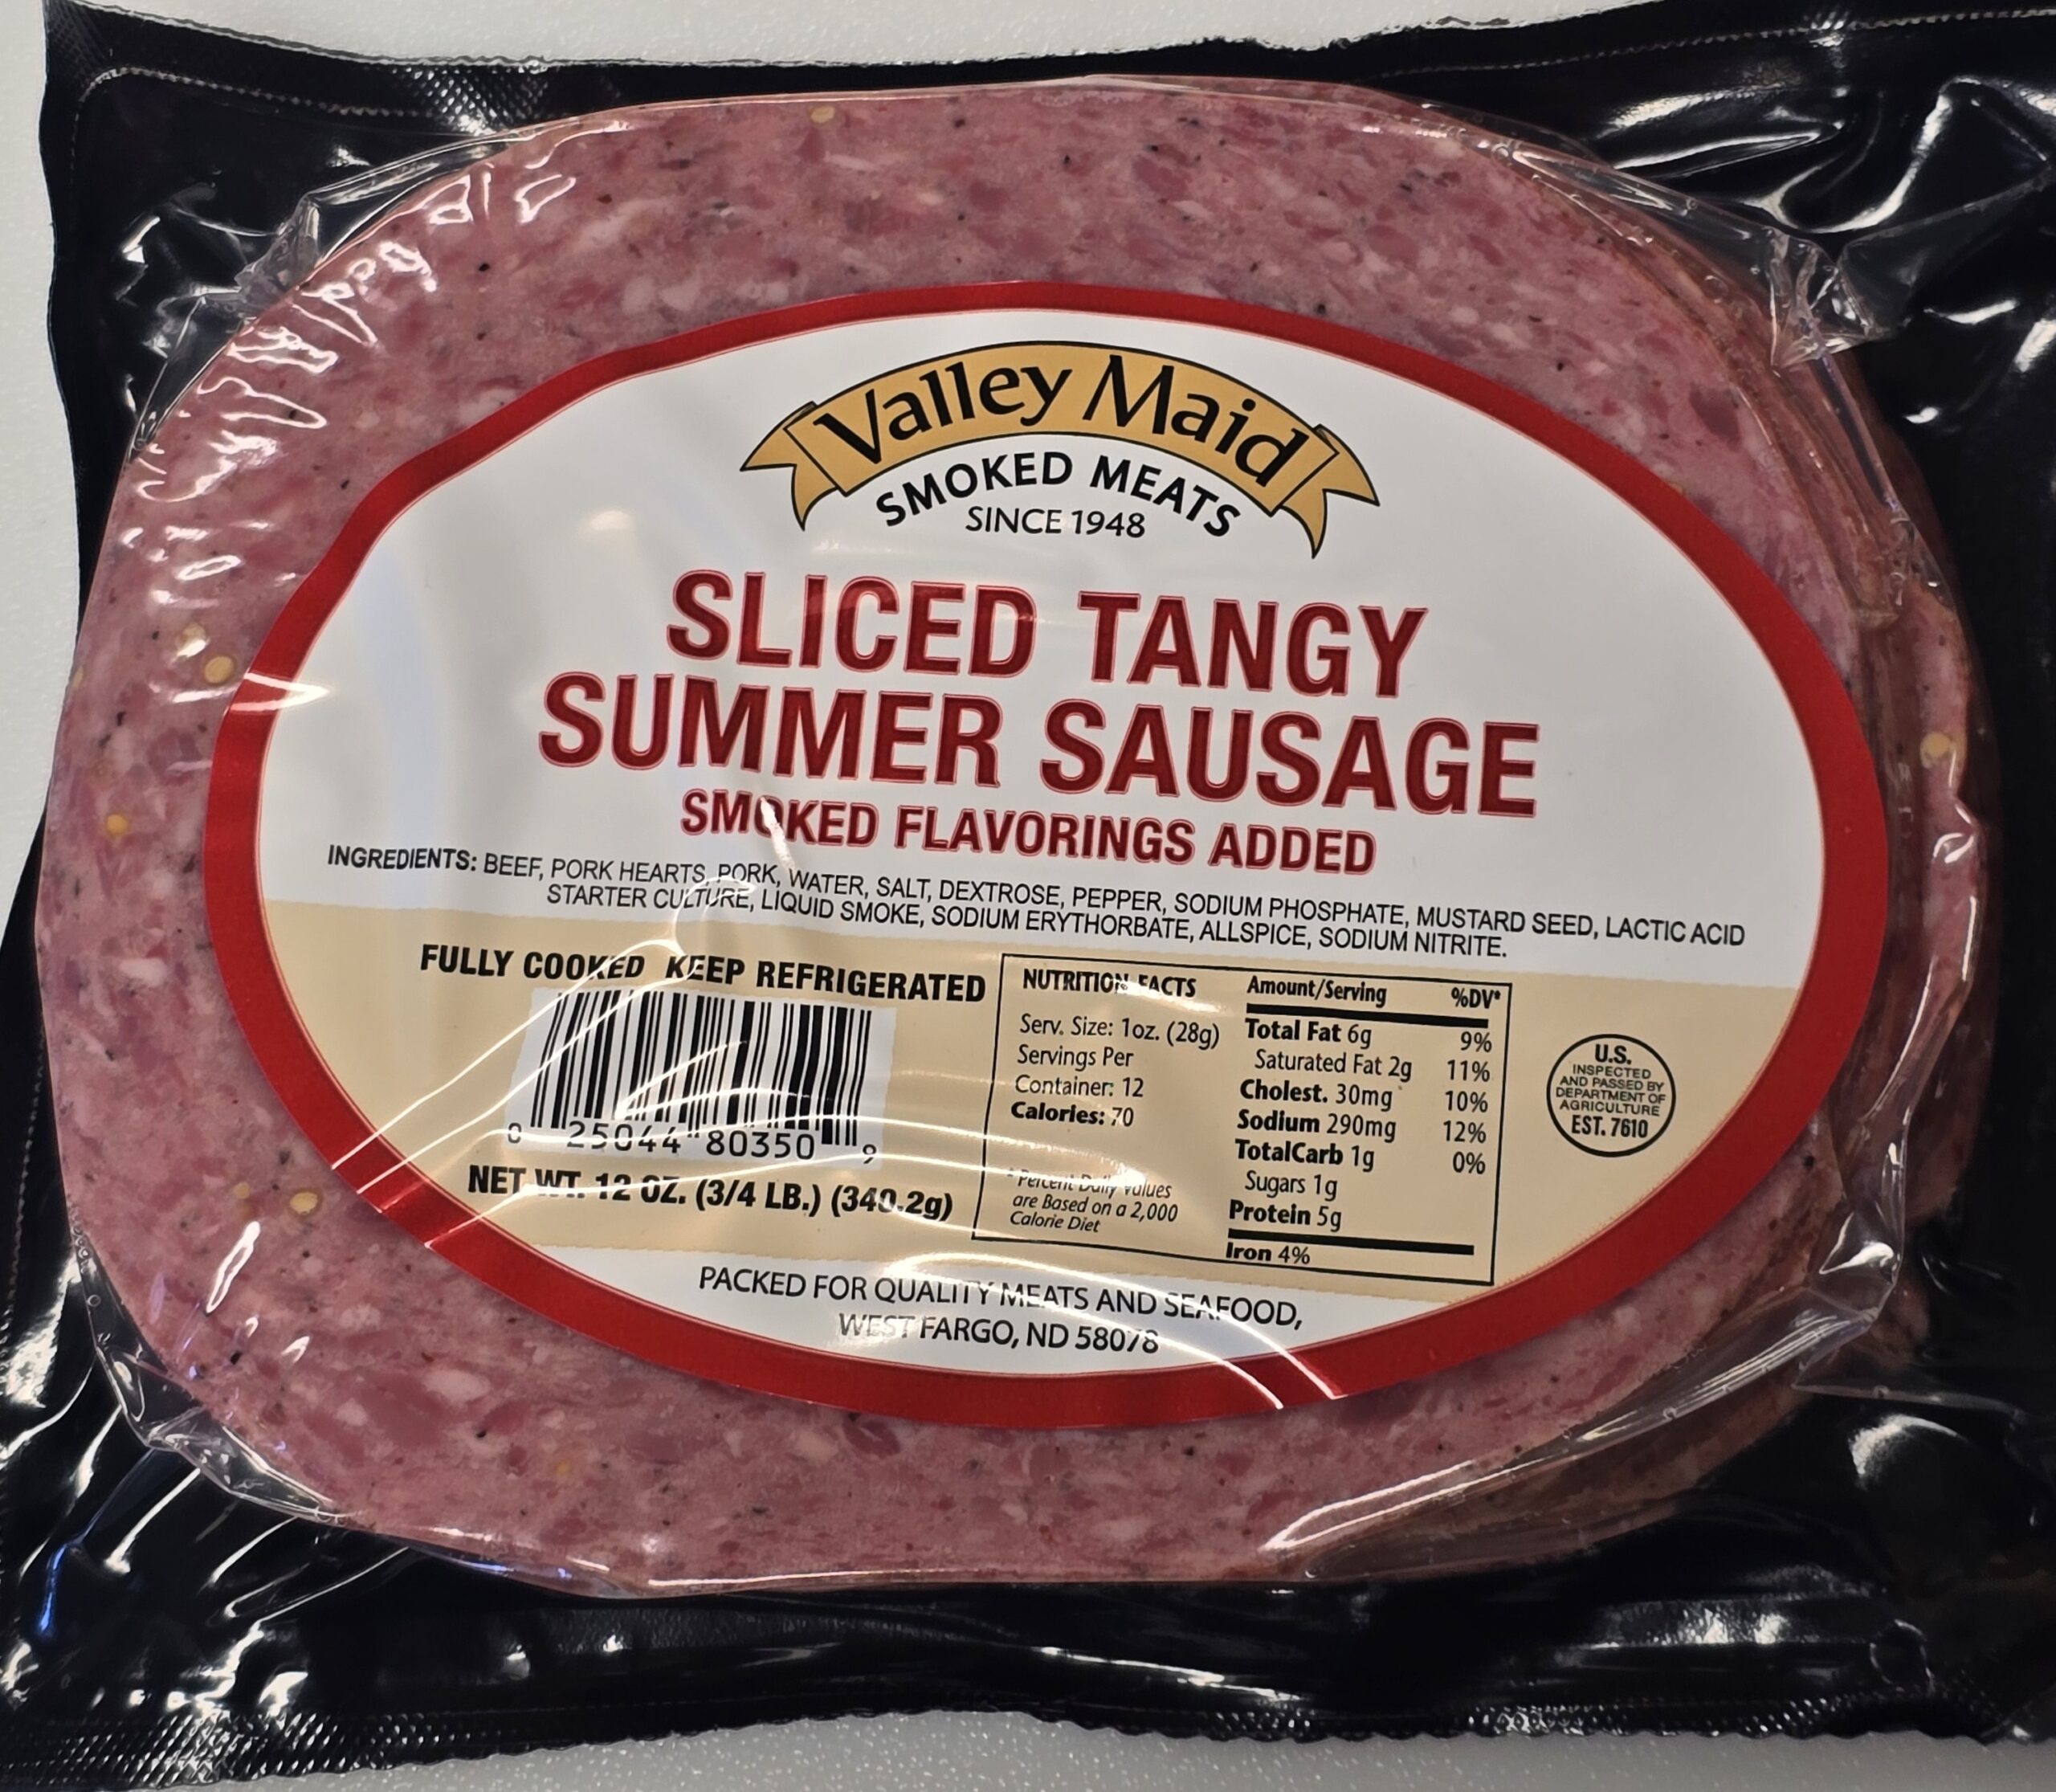 Valley Maid
SMOKED MEATS
SINCE 1948
SLICED TANGY
SUMMER SAUSAGE
SMOKED FLAVORINGS ADDED
INGREDIENTS: BEEF, PORK HEARTS, PORK, WATER, SALT, DEXTROSE, PEPPER, SODIUM PHOSPHATE, MUSTARD SEED, LACTIC ACID
STARTER CULTURE, LIQUID SMOKE, SODIUM ERYTHORBATE, ALLSPICE, SODIUM NITRITE.
FULLY COOKED KEEP REFRIGERATED
0 25044 80350 9
NET WT. 12 OZ. (3/4 LB.) (340.2g)
NUTRITION FACTS
Serv. Size: 1oz. (28g)
Servings Per
Container: 12
Calories: 70
* Percent Daily Values
are Based on a 2,000
Calorie Diet
Amount/Serving %DV*
Total Fat 6g 9%
Saturated Fat 2g 11%
Cholest. 30mg 10%
Sodium 290mg 12%
TotalCarb 1g 0%
Sugars 1g
Protein 5g
Iron 4%
U.S.
INSPECTED
AND PASSED BY
DEPARTMENT OF
AGRICULTURE
EST. 7610
PACKED FOR QUALITY MEATS AND SEAFOOD,
WEST FARGO, ND 58078